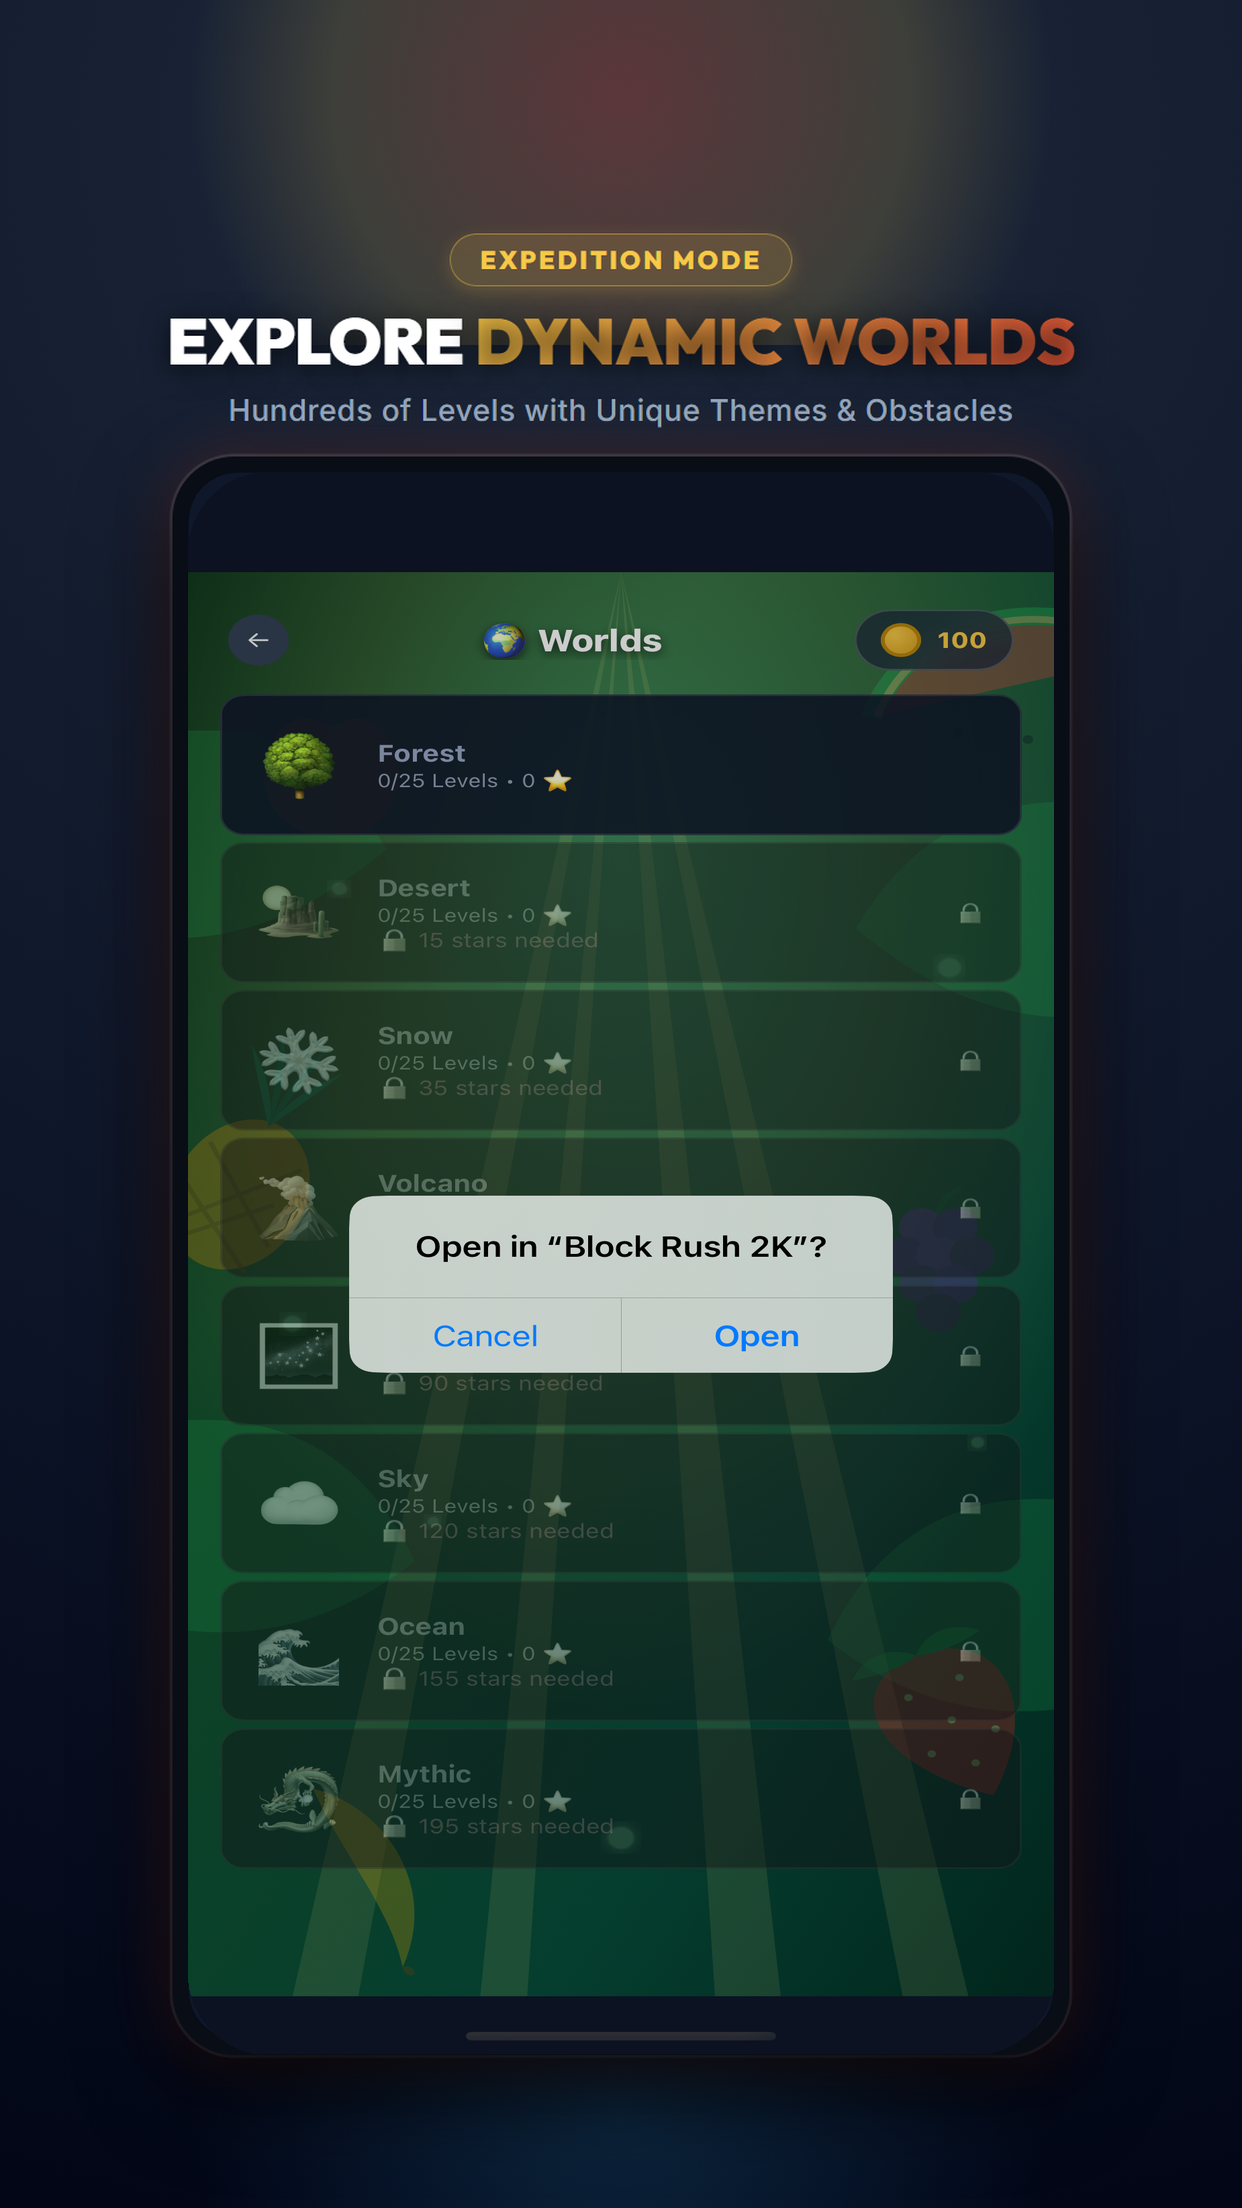 EXPEDITION MODE
EXPLORE DYNAMIC WORLDS
Hundreds of Levels with Unique Themes & Obstacles
Worlds
100
Forest
0/25 Levels • 0
Desert
0/25 Levels • 0
15 stars needed
Snow
0/25 Levels • 0
35 stars needed
Volcano
Open in “Block Rush 2K”?
Cancel
Open
90 stars needed
Sky
0/25 Levels • 0
120 stars needed
Ocean
0/25 Levels • 0
155 stars needed
Mythic
0/25 Levels • 0
195 stars needed